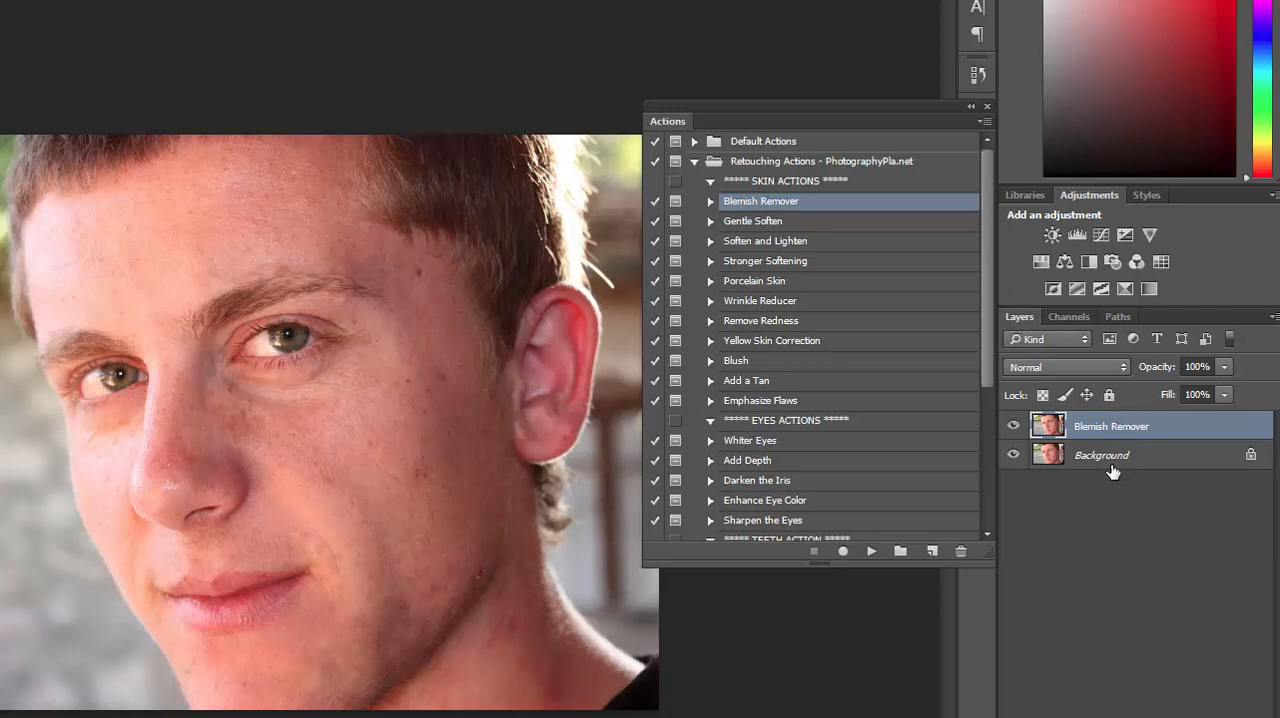 A|
Actions
Default Actions
Retouching Actions - PhotographyPla.net
***** SKIN ACTIONS *****
Blemish Remover
Gentle Soften
Soften and Lighten
Stronger Softening
Porcelain Skin
Wrinkle Reducer
Remove Redness
Yellow Skin Correction
Blush
Add a Tan
Emphasize Flaws
***** EYES ACTIONS *****
Whiter Eyes
Add Depth
Darken the Iris
Enhance Eye Color
Sharpen the Eyes
***** TEETH ACTION *****
Libraries
Adjustments
Styles
Add an adjustment
Layers
Channels
Paths
Kind
Normal
Opacity: 100%
Lock:
Fill: 100%
Blemish Remover
Background